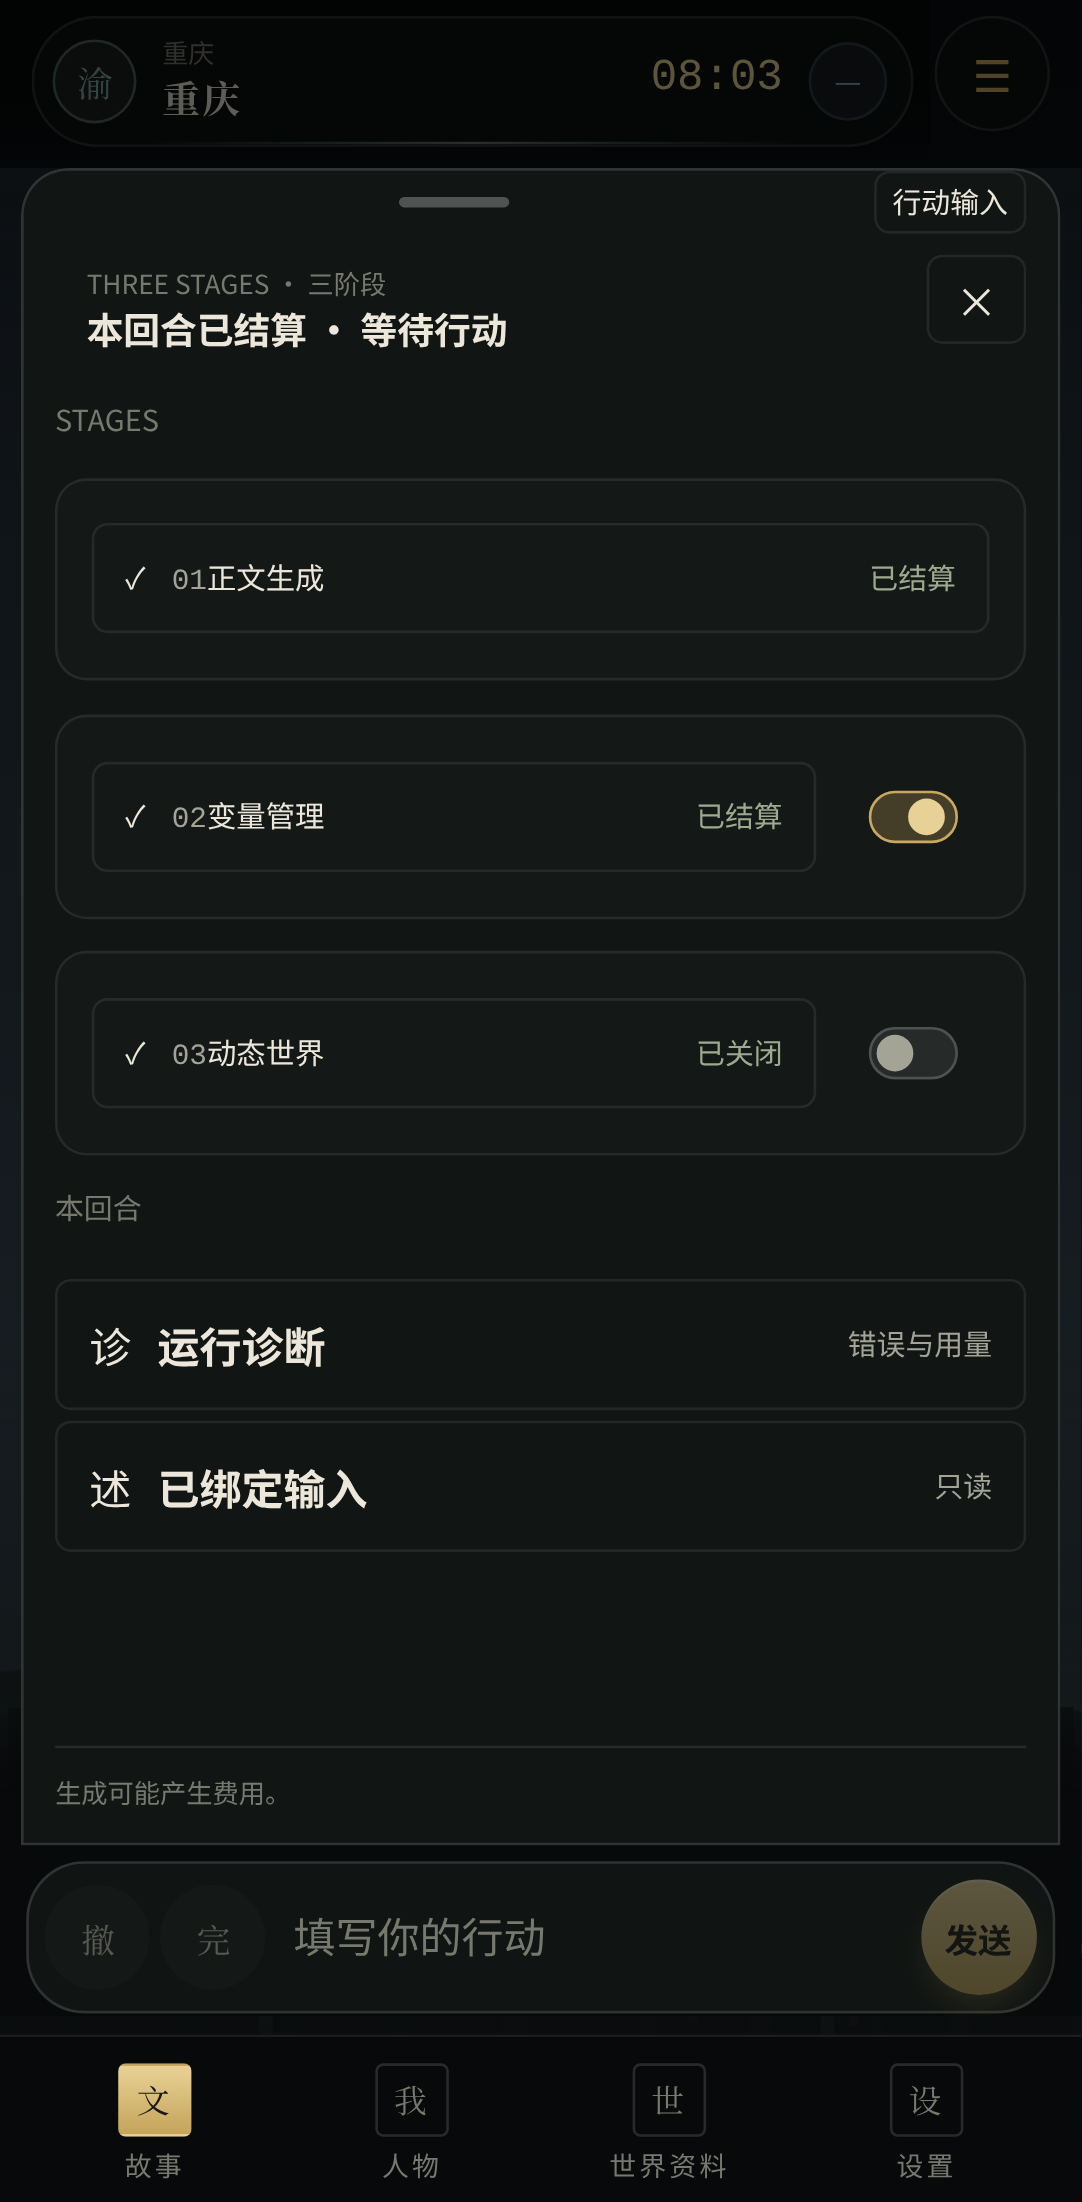 渝
重庆
重庆
08:03
—
☰
行动输入
THREE STAGES · 三阶段
本回合已结算 · 等待行动
×
STAGES
✓ 01正文生成 已结算
✓ 02变量管理 已结算
✓ 03动态世界 已关闭
本回合
诊 运行诊断 错误与用量
述 已绑定输入 只读
生成可能产生费用。
撤 完 填写你的行动 发送
文 我 世 设
故事 人物 世界资料 设置